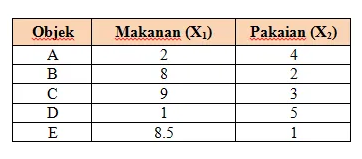 Objek Makanan (X₁) Pakaian (X₂)
A 2 4
B 8 2
C 9 3
D 1 5
E 8.5 1